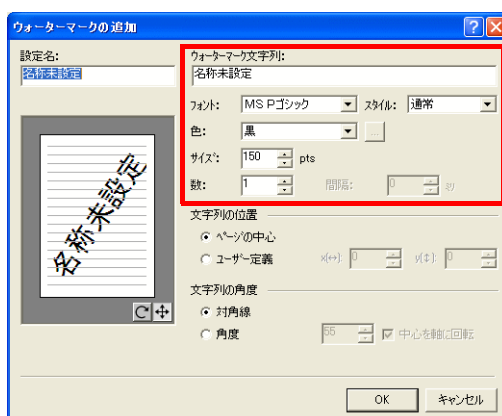 ウォーターマークの追加
設定名:
名称未設定
ウォーターマーク文字列:
名称未設定
フォント: MS Pゴシック スタイル: 通常
色: 黒 ...
サイズ: 150 pts
数: 1 間隔: 0 ミリ
名称未設定
文字列の位置
ページの中心
ユーザー定義 x(↔): 0 y(↕): 0
文字列の角度
対角線
角度 55 中心を軸に回転
OK キャンセル